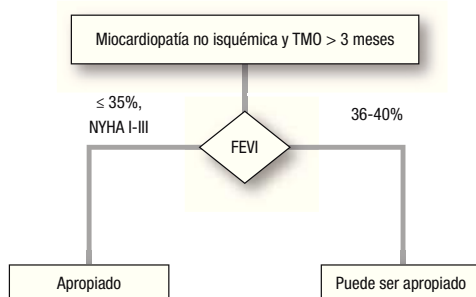 Miocardiopatía no isquémica y TMO > 3 meses
≤ 35%,
NYHA I-III
36-40%
FEVI
Apropiado
Puede ser apropiado